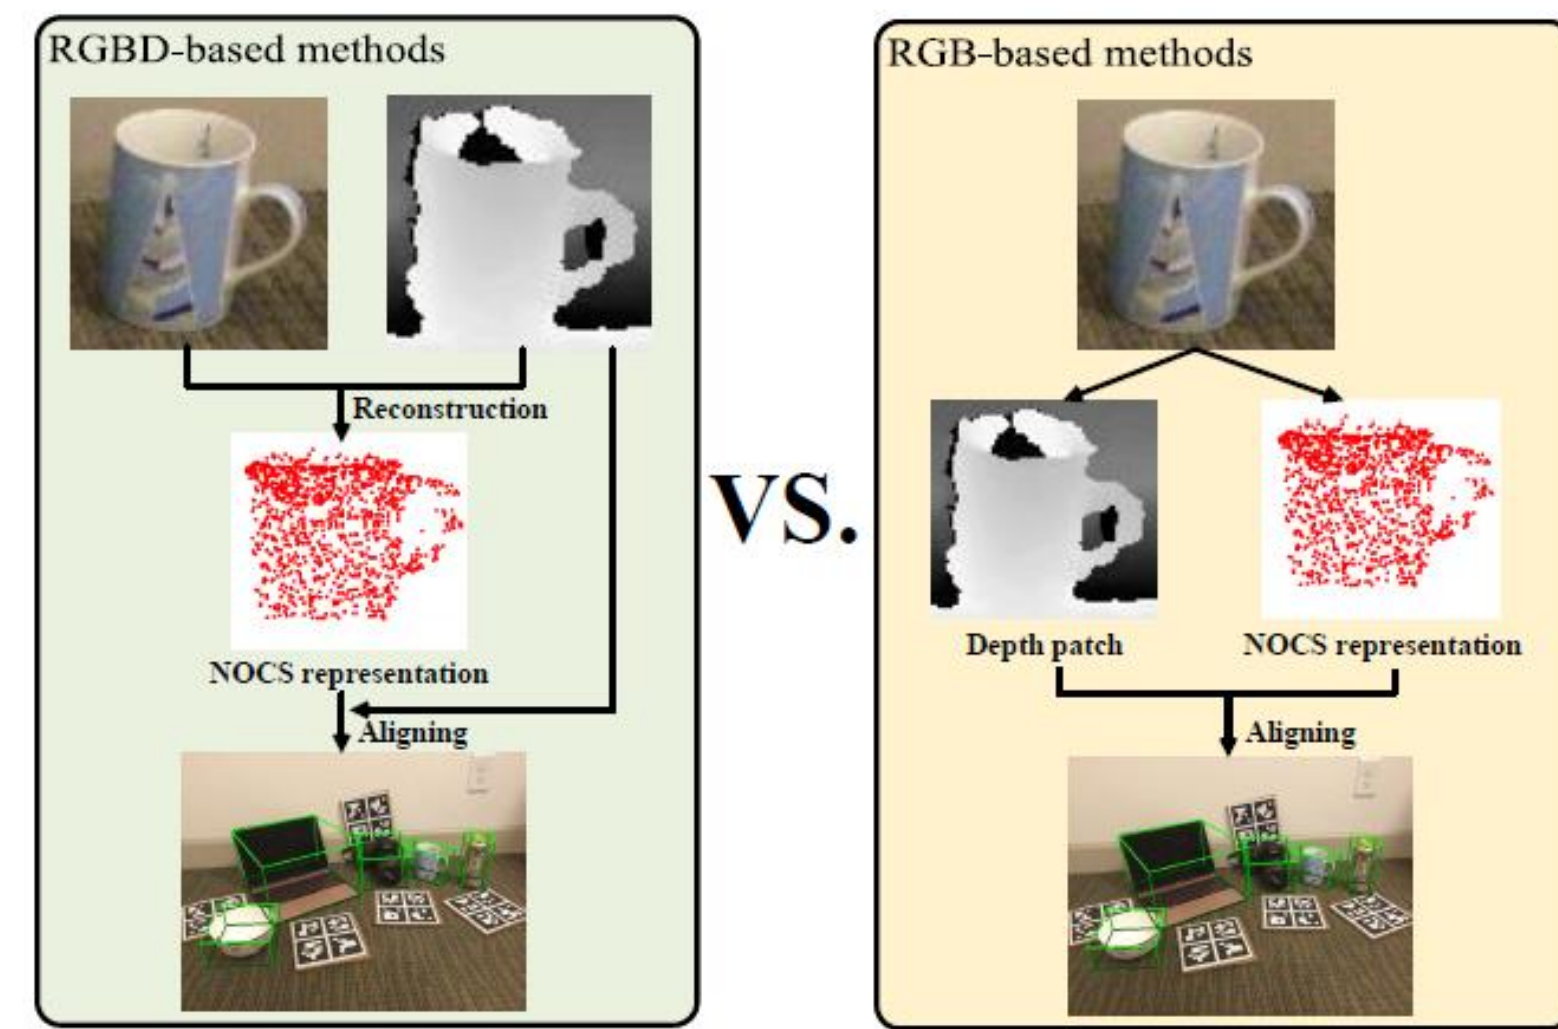 RGBD-based methods
Reconstruction
NOCS representation
Aligning
VS.
RGB-based methods
Depth patch
NOCS representation
Aligning